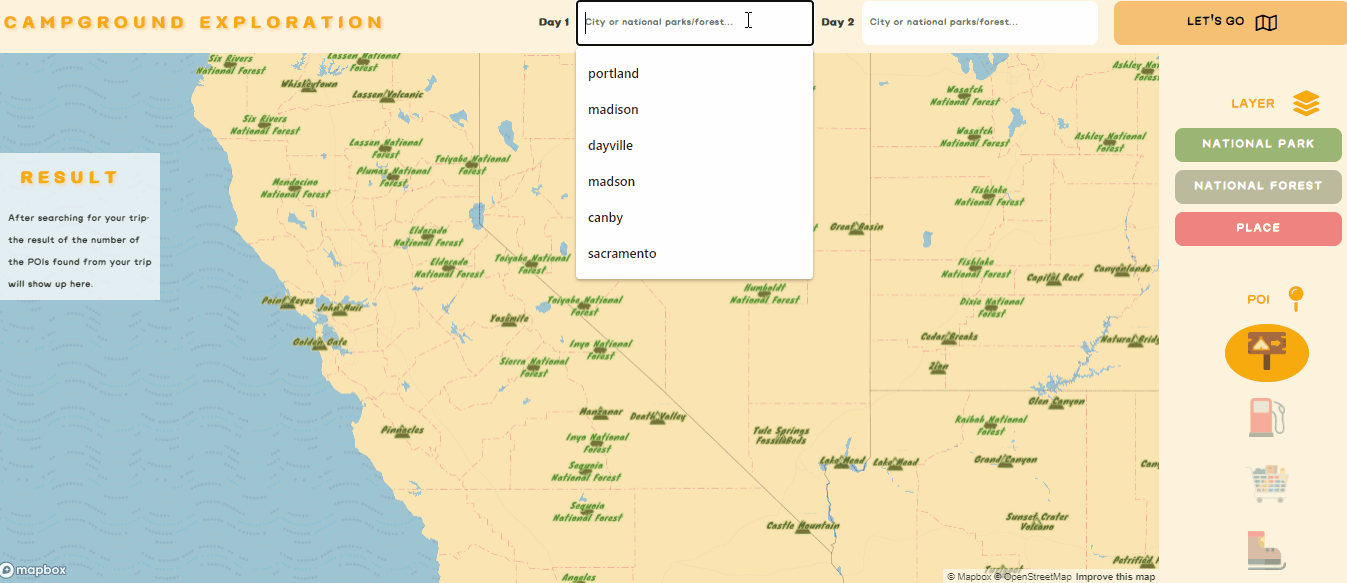 CAMPGROUND EXPLORATION
Day 1
City or national parks/forest...
Day 2
City or national parks/forest...
LET'S GO
portland
madison
dayville
madson
canby
sacramento
RESULT
After searching for your trip-
the result of the number of
the POIs found from your trip
will show up here.
LAYER
NATIONAL PARK
NATIONAL FOREST
PLACE
POI
Six Rivers
National Forest
Lassen National
Forest
Whiskeytown
Lassen Volcanic
Six Rivers
National Forest
Lassen National
Forest
Plumas National
Forest
Toiyabe National
Forest
Mendocino
National Forest
Eldorado
National Forest
Eldorado
National Forest
Toiyabe National
Forest
Point Reyes
John Muir
Golden Gate
Yosemite
Toiyabe National
Forest
Inyo National
Forest
Sierra National
Forest
Manzanar
Death Valley
Pinnacles
Inyo National
Forest
Sequoia
National Forest
Sequoia
National Forest
Angeles
Humboldt
National Forest
Great Basin
Wasatch
National Forest
Wasatch
National Forest
Ashley National
Forest
Fishlake
National Forest
Fishlake
National Forest
Capitol Reef
Canyonlands
Dixie National
Forest
Cedar Breaks
Zion
Glen Canyon
Kaibab National
Forest
Grand Canyon
Tule Springs
Fossil Beds
Lake Mead
Lake Mead
Castle Mountain
Sunset Crater
Volcano
mapbox
© Mapbox © OpenStreetMap Improve this map